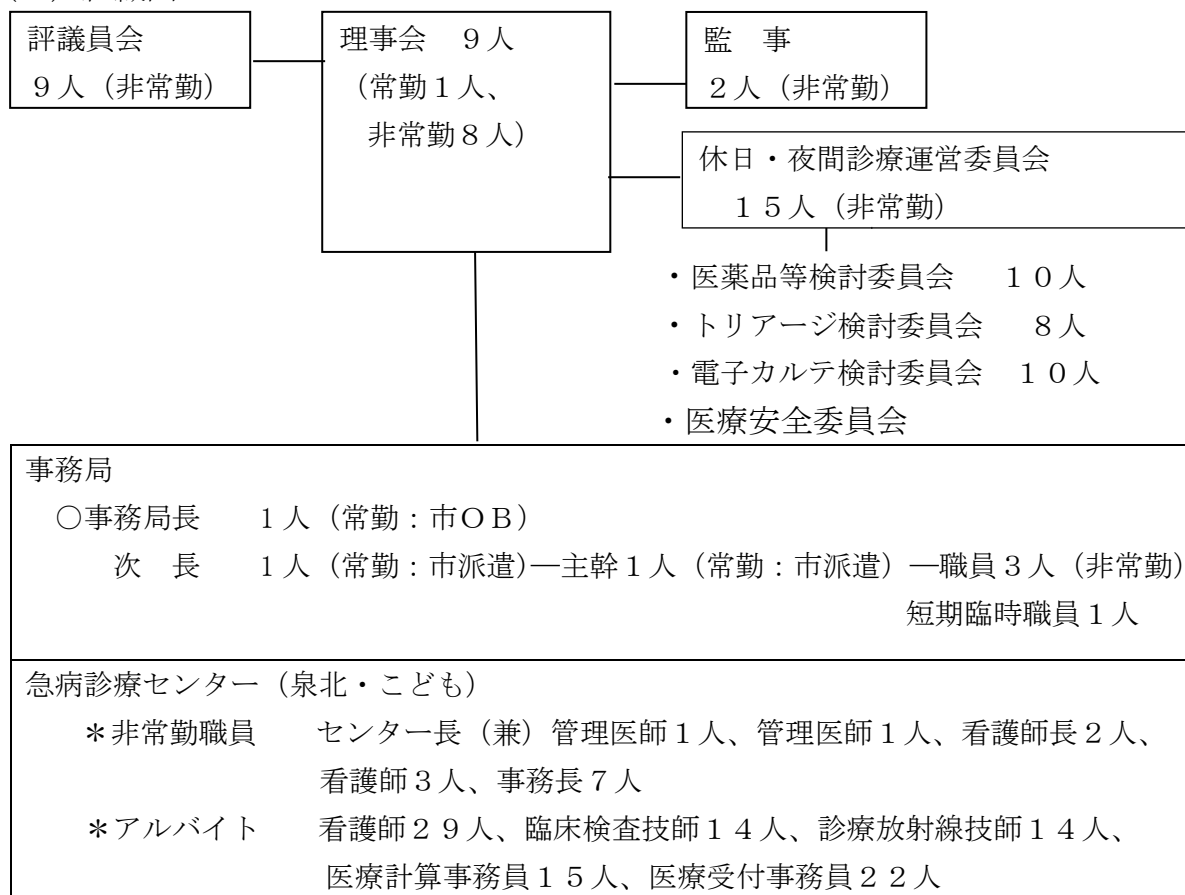 評議員会
９人（非常勤）
理事会　９人
（常勤１人、
非常勤８人）
監　事
２人（非常勤）
休日・夜間診療運営委員会
１５人（非常勤）
・医薬品等検討委員会　１０人
・トリアージ検討委員会　８人
・電子カルテ検討委員会　１０人
・医療安全委員会
事務局
○事務局長　１人（常勤：市ＯＢ）
次　長　１人（常勤：市派遣）―主幹１人（常勤：市派遣）―職員３人（非常勤）
短期臨時職員１人
急病診療センター（泉北・こども）
＊非常勤職員　センター長（兼）管理医師１人、管理医師１人、看護師長２人、
看護師３人、事務長７人
＊アルバイト　看護師２９人、臨床検査技師１４人、診療放射線技師１４人、
医療計算事務員１５人、医療受付事務員２２人